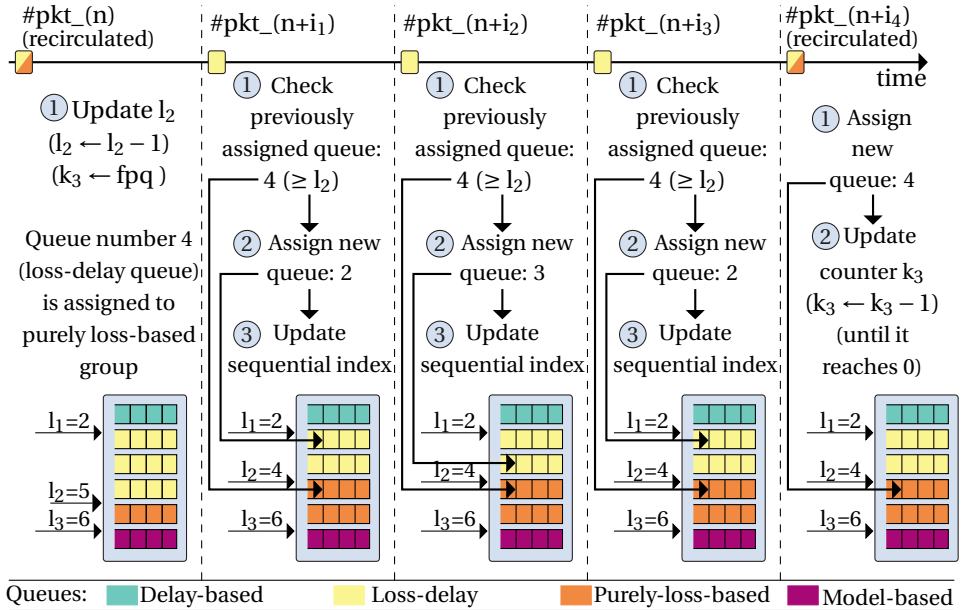 #pkt_(n)
(recirculated)
#pkt_(n+i₁)
#pkt_(n+i₂)
#pkt_(n+i₃)
#pkt_(n+i₄)
(recirculated)
time
1 Update l₂
(l₂ ← l₂ − 1)
(k₃ ← fpq )
Queue number 4
(loss-delay queue)
is assigned to
purely loss-based
group
l₁=2
l₂=5
l₃=6
1 Check
previously
assigned queue:
4 (≥ l₂)
2 Assign new
queue: 2
3 Update
sequential index
l₁=2
l₂=4
l₃=6
1 Check
previously
assigned queue:
4 (≥ l₂)
2 Assign new
queue: 3
3 Update
sequential index
l₁=2
l₂=4
l₃=6
1 Check
previously
assigned queue:
4 (≥ l₂)
2 Assign new
queue: 2
3 Update
sequential index
l₁=2
l₂=4
l₃=6
1 Assign
new
queue: 4
2 Update
counter k₃
(k₃ ← k₃ − 1)
(until it
reaches 0)
l₁=2
l₂=4
l₃=6
Queues: Delay-based Loss-delay Purely-loss-based Model-based